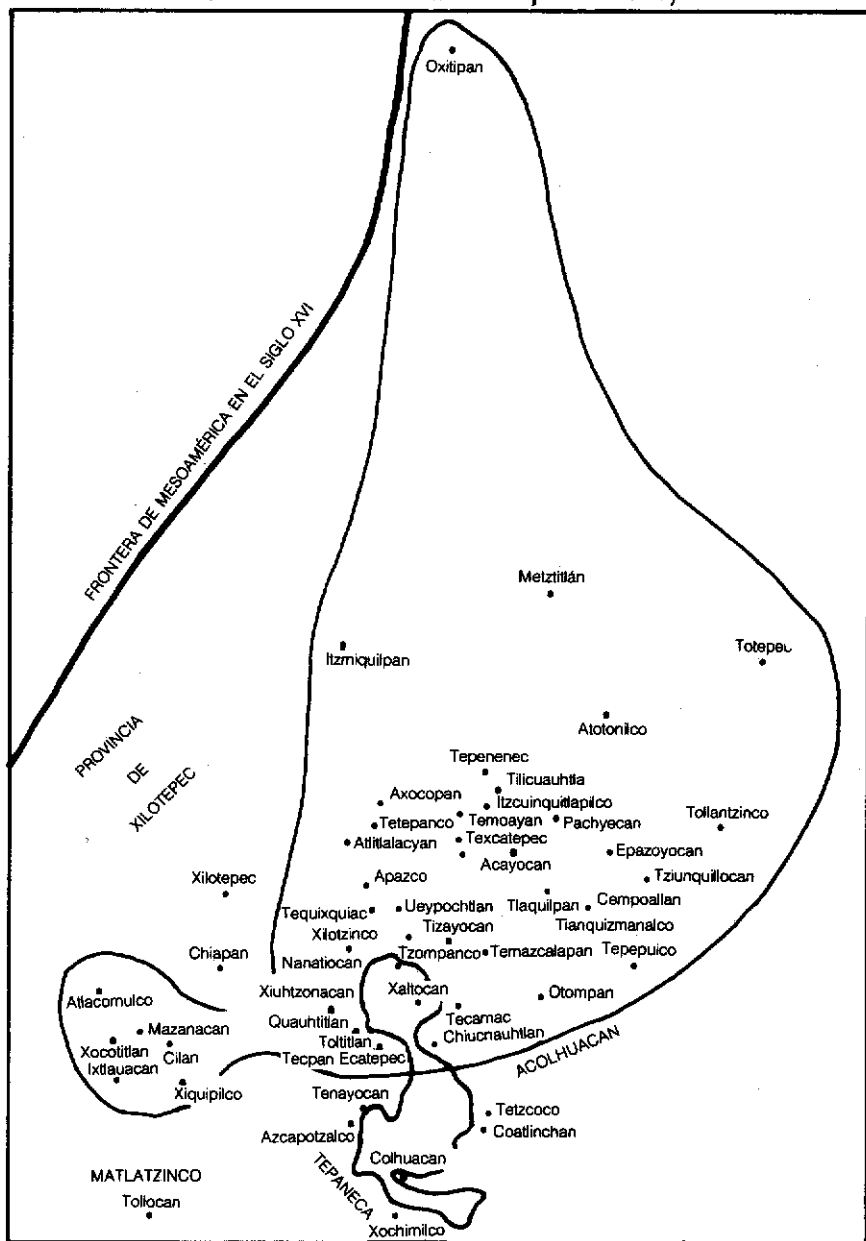 Oxitipan
FRONTERA DE MESOAMÉRICA EN EL SIGLO XVI
Metztitlán
Itzmiquilpan
Totepec
PROVINCIA
DE
XILOTEPEC
Atotonilco
Tepenenec
Tilicuauhtla
Axocopan
Itzcuinquitlapilco
Tetepanco
Temoayan
Pachyecan
Tollantzinco
Atlitlalacyan
Texcatepec
Acayocan
Epazoyocan
Xilotepec
Apazco
Tziunquillocan
Tequixquiac
Ueypochtlan
Tlaquilpan
Cempoallan
Xilotzinco
Tizayocan
Tianquizmanalco
Chiapan
Nanatiocan
Tzompanco
Temazcalapan
Tepepuico
Atlacomulco
Xiuhtzonacan
Xaltocan
Otompan
Mazanacan
Quauhtitlan
Tecamac
Xocotitlan
Cilan
Toltitlan
Chiucnauhtlan
Ixtlauacan
Tecpan Ecatepec
ACOLHUACAN
Xiquipilco
Tenayocan
Tetzcoco
Azcapotzalco
Coatlinchan
Colhuacan
MATLATZINCO
TEPANECA
Tollocan
Xochimilco